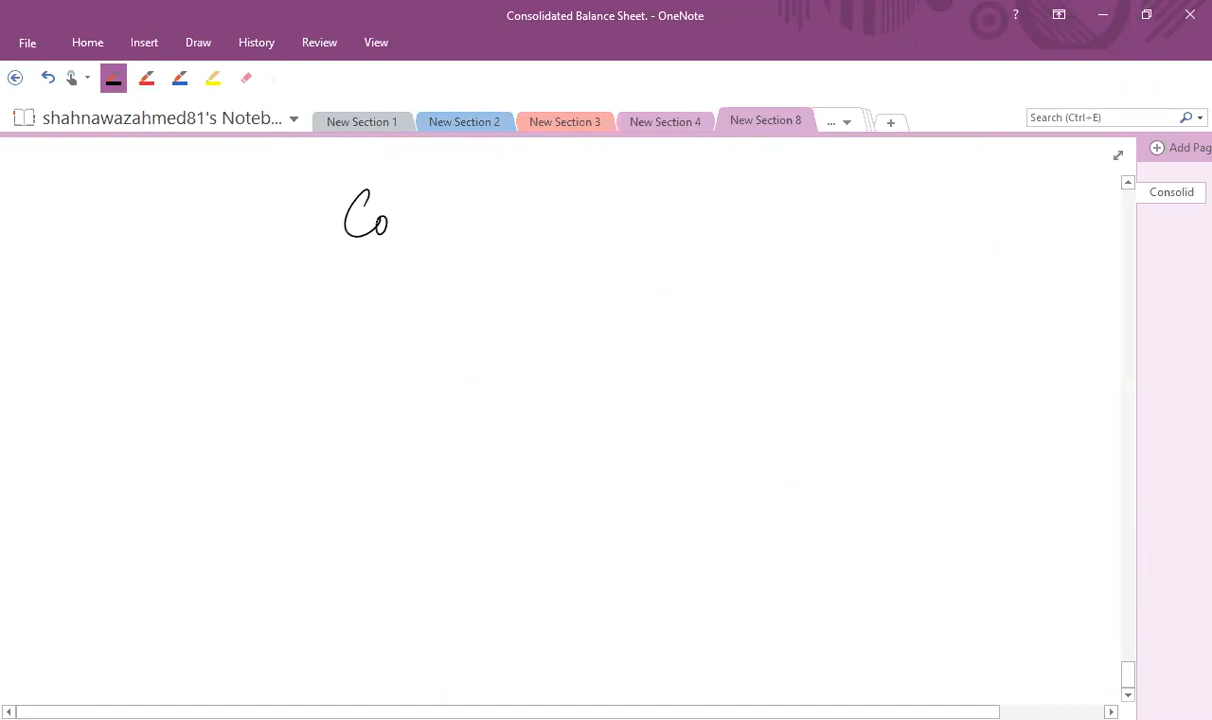 Consolidated Balance Sheet. - OneNote
?
File Home Insert Draw History Review View
shahnawazahmed81's Noteb... New Section 1 New Section 2 New Section 3 New Section 4 New Section 8 ... + Search (Ctrl+E)
Add Pag
Consolid
Co